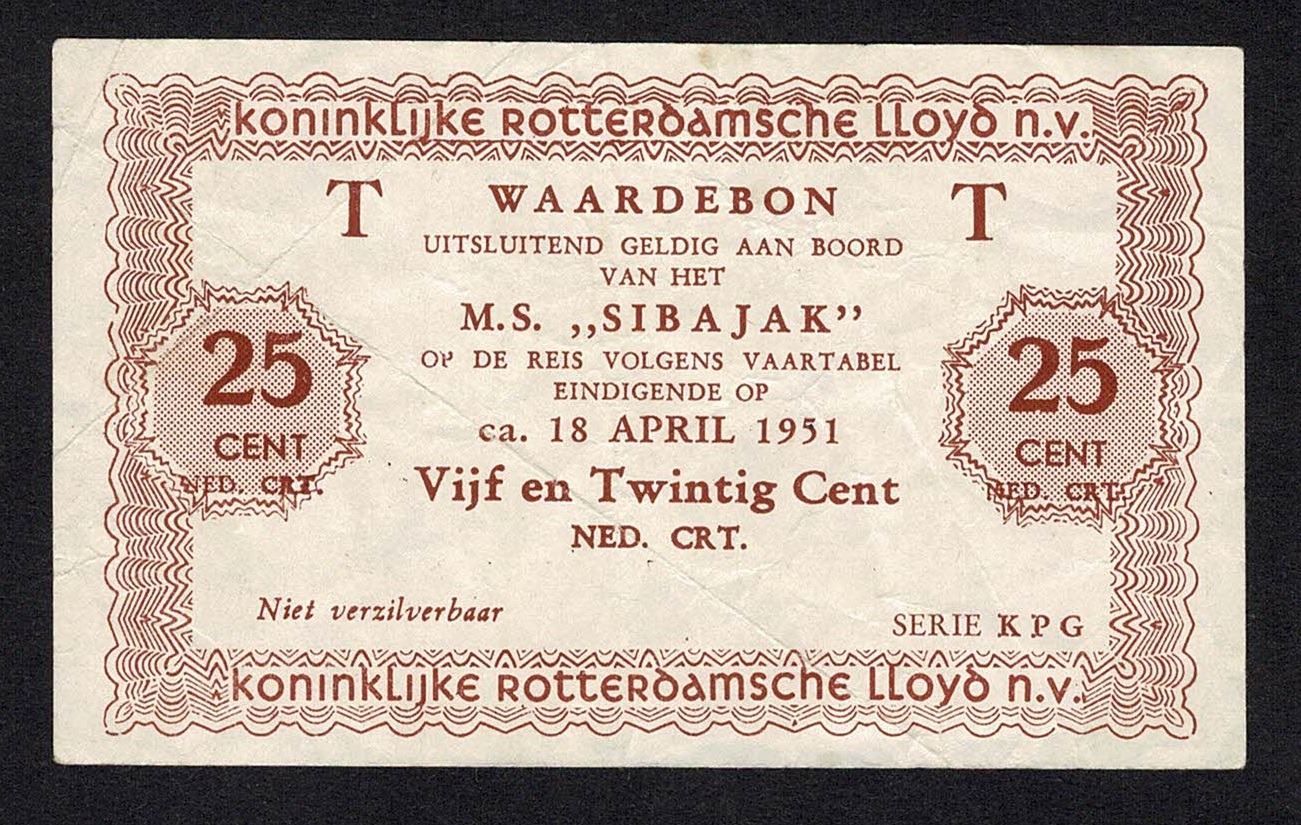 koninklijke rotterdamsche lloyd n.v.
T WAARDEBON T
UITSLUITEND GELDIG AAN BOORD
VAN HET
M.S. „SIBAJAK”
OP DE REIS VOLGENS VAARTABEL
EINDIGENDE OP
ca. 18 APRIL 1951
Vijf en Twintig Cent
NED. CRT.
25
CENT
NED. CRT.
25
CENT
NED. CRT.
Niet verzilverbaar
SERIE KPG
koninklijke rotterdamsche lloyd n.v.